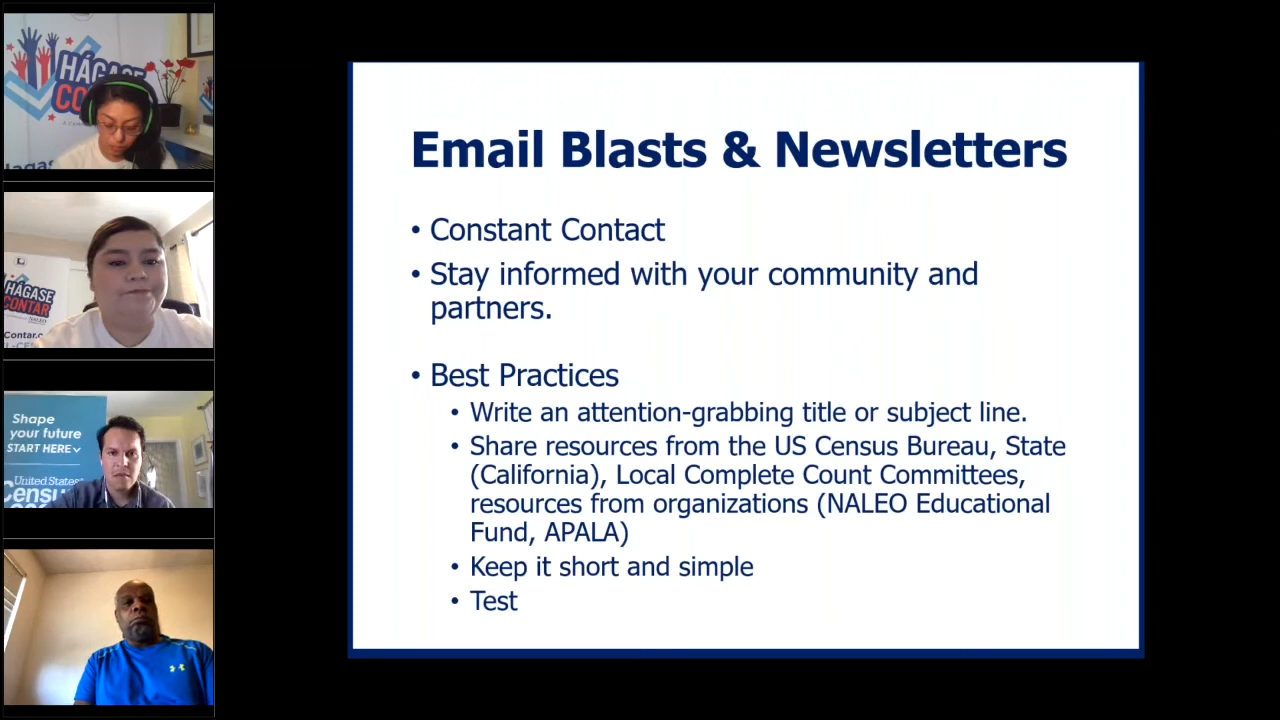 HÁGASE
CONTAR
HÁGASE
CONTAR
NALEO
Contar.o
Shape
your future
START HERE
United States
Census
Email Blasts & Newsletters
• Constant Contact
• Stay informed with your community and
partners.
• Best Practices
• Write an attention-grabbing title or subject line.
• Share resources from the US Census Bureau, State
(California), Local Complete Count Committees,
resources from organizations (NALEO Educational
Fund, APALA)
• Keep it short and simple
• Test